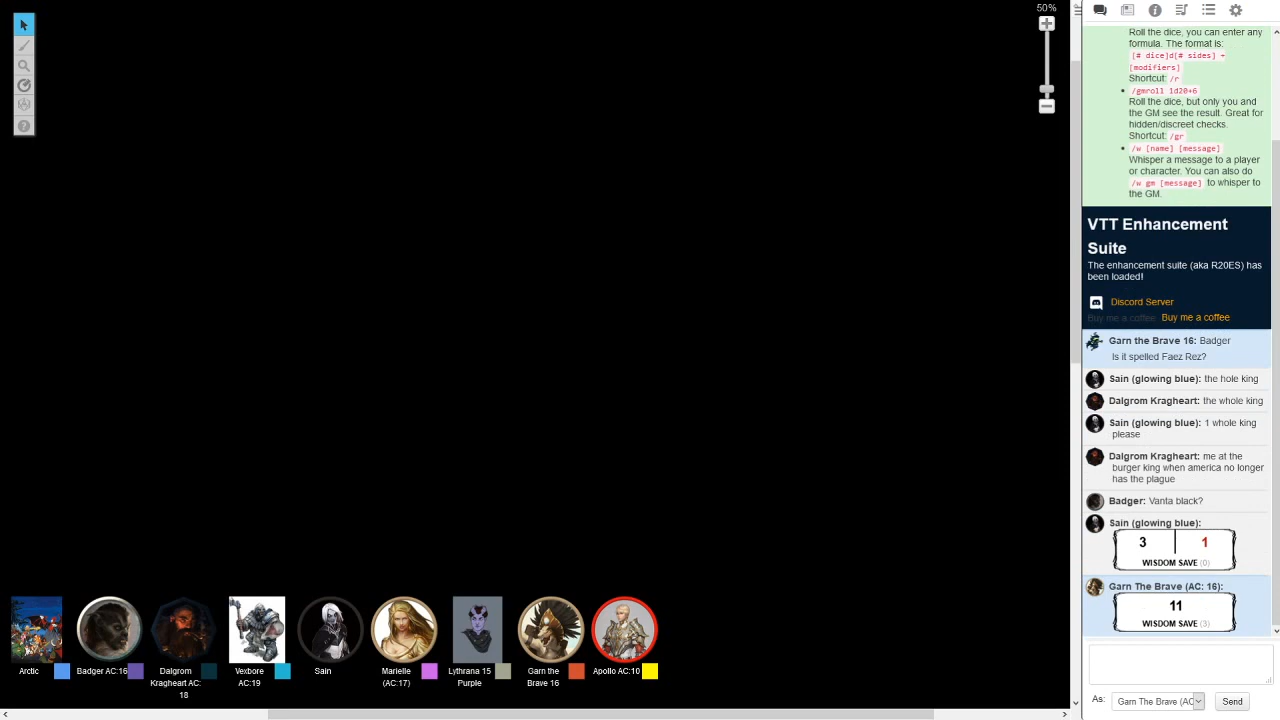 50%
Roll the dice, you can enter any
formula. The format is:
[# dice]d[# sides] +
[modifiers]
Shortcut: /r
/gmroll 1d20+6
Roll the dice, but only you and
the GM see the result. Great for
hidden/discreet checks.
Shortcut: /gr
/w [name] [message]
Whisper a message to a player
or character. You can also do
/w gm [message] to whisper to
the GM.
VTT Enhancement
Suite
The enhancement suite (aka R20ES) has
been loaded!
Discord Server
Buy me a coffee Buy me a coffee
Garn the Brave 16: Badger
Is it spelled Faez Rez?
Sain (glowing blue): the hole king
Dalgrom Kragheart: the whole king
Sain (glowing blue): 1 whole king
please
Dalgrom Kragheart: me at the
burger king when america no longer
has the plague
Badger: Vanta black?
Sain (glowing blue):
3 1
WISDOM SAVE (0)
Garn The Brave (AC: 16):
11
WISDOM SAVE (3)
As: Garn The Brave (AC Send
Arctic
Badger AC:16
Dalgrom
Kragheart AC:
18
Vexbore
AC:19
Sain
Marielle
(AC:17)
Lythrana 15
Purple
Garn the
Brave 16
Apollo AC:10